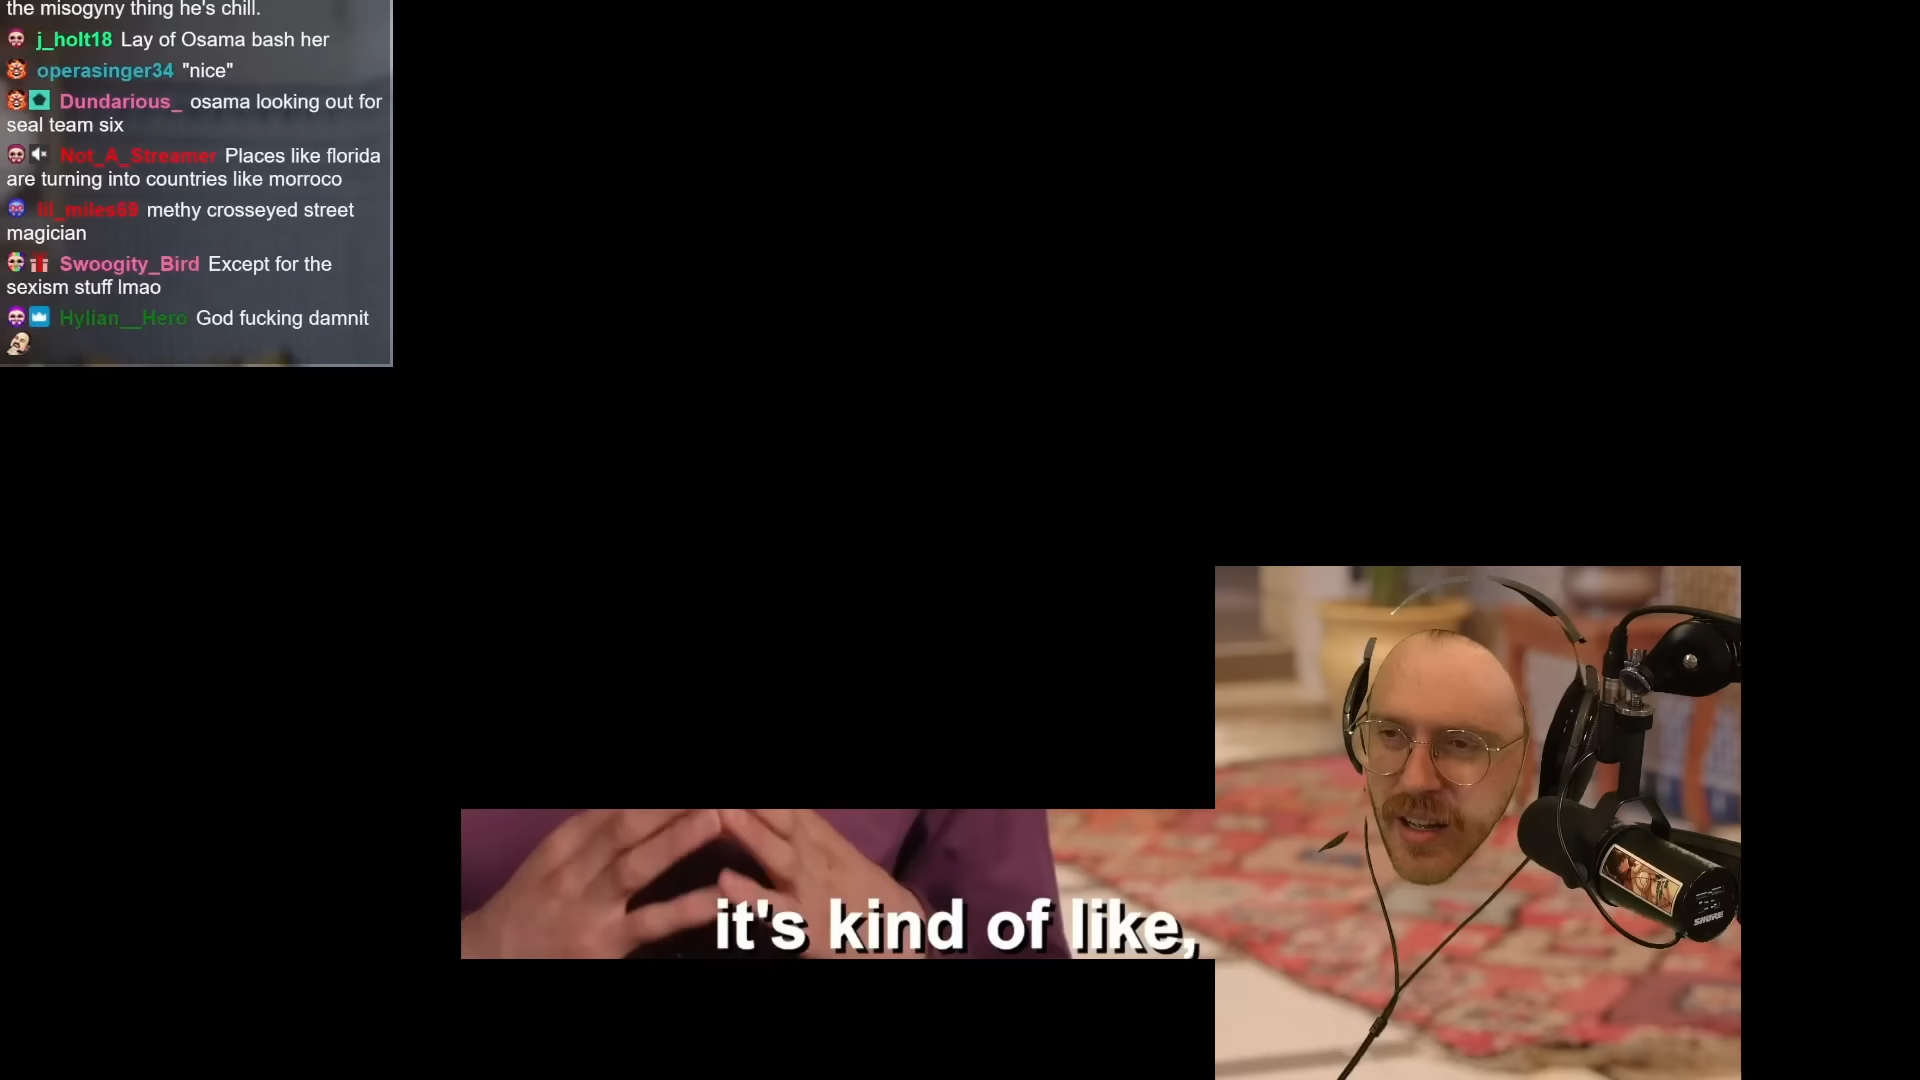 the misogyny thing he's chill.
j_holt18 Lay of Osama bash her
operasinger34 "nice"
Dundarious_ osama looking out for
seal team six
Not_A_Streamer Places like florida
are turning into countries like morroco
lil_miles69 methy crosseyed street
magician
Swoogity_Bird Except for the
sexism stuff lmao
Hylian__Hero God fucking damnit
it's kind of like,
SHURE